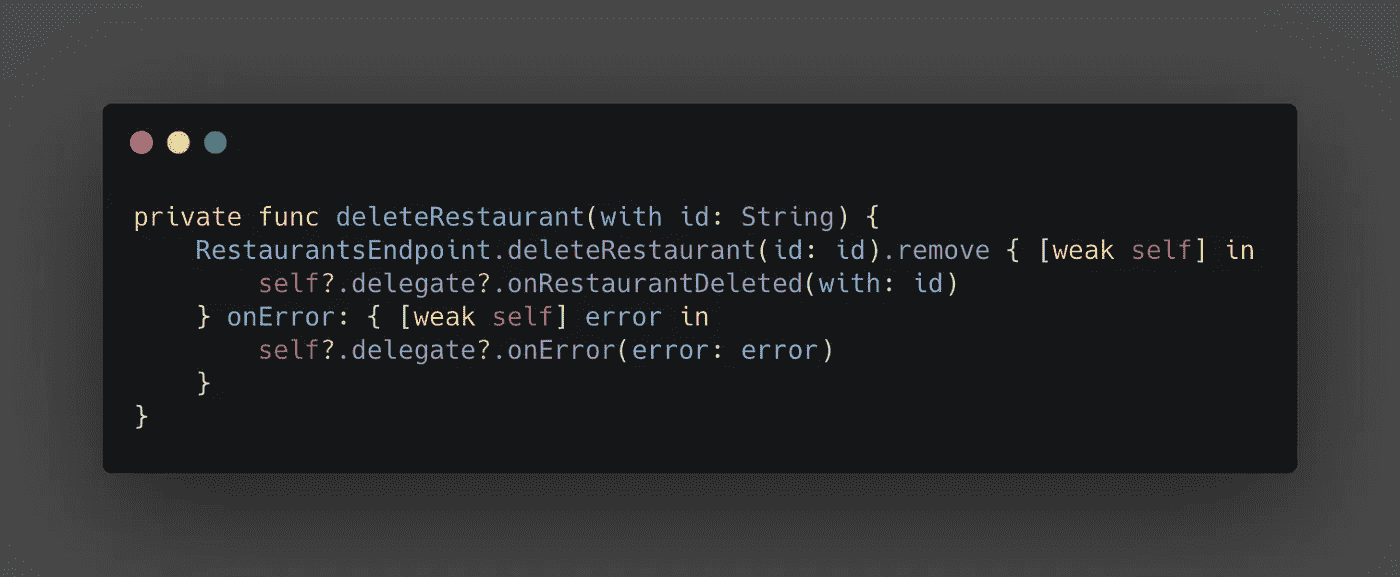 private func deleteRestaurant(with id: String) {
    RestaurantsEndpoint.deleteRestaurant(id: id).remove { [weak self] in
        self?.delegate?.onRestaurantDeleted(with: id)
    } onError: { [weak self] error in
        self?.delegate?.onError(error: error)
    }
}